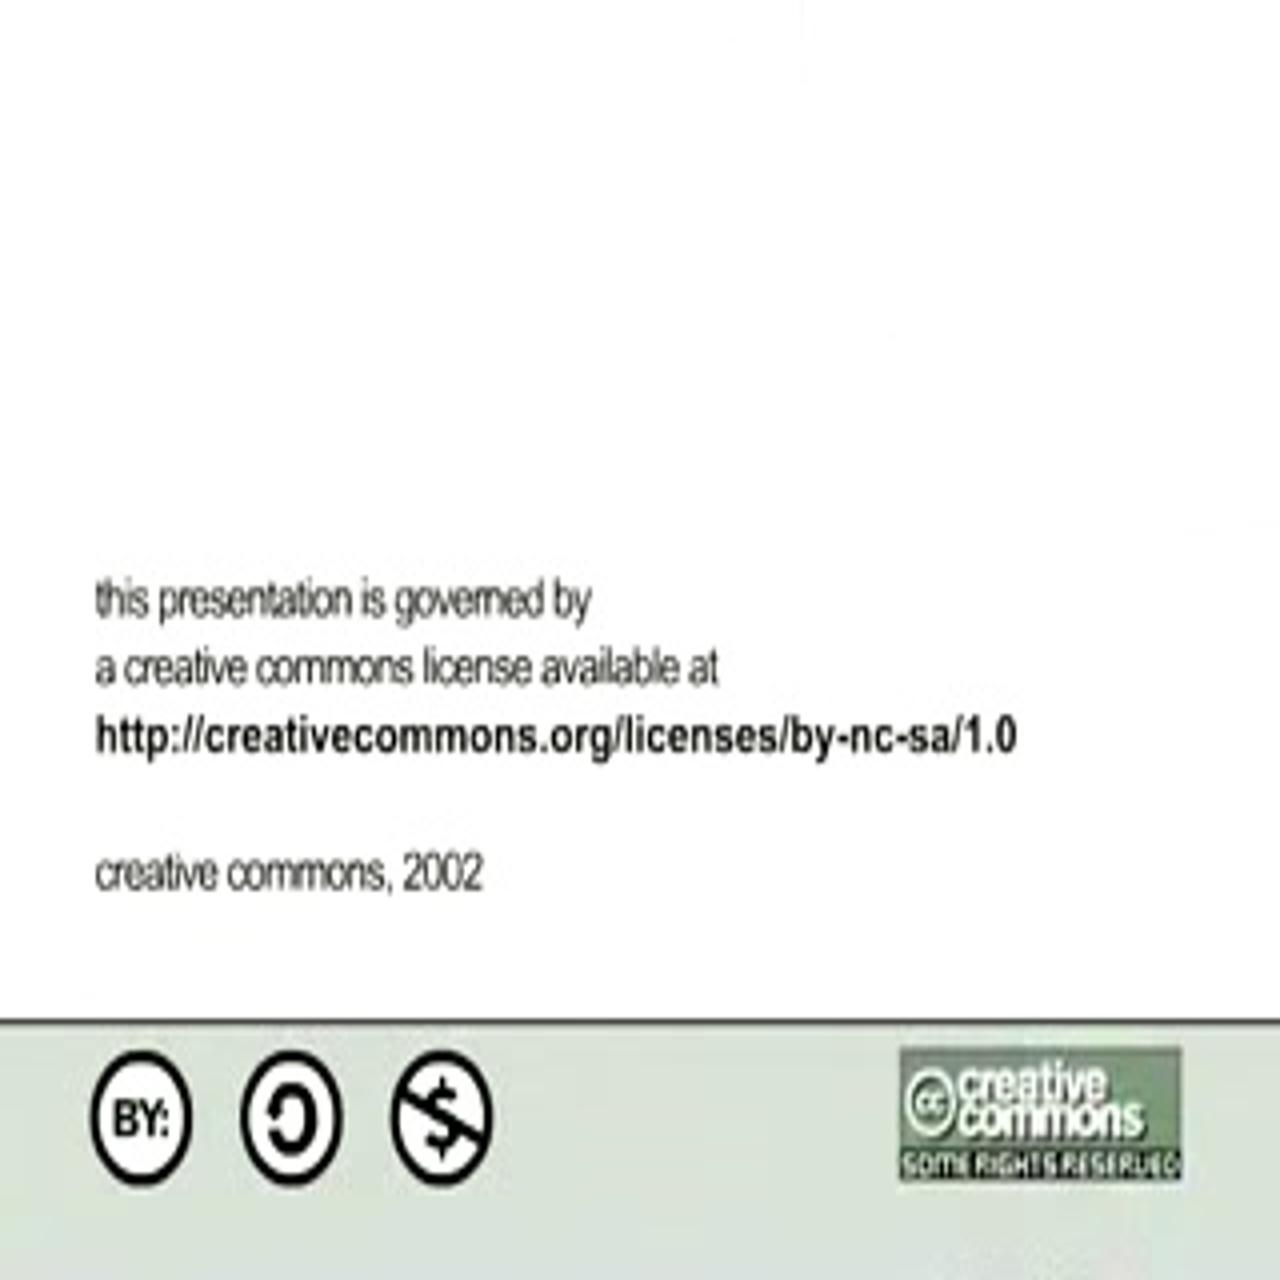 this presentation is governed by
a creative commons license available at
http://creativecommons.org/licenses/by-nc-sa/1.0
creative commons, 2002
BY:
cc creative
commons
SOME RIGHTS RESERVED